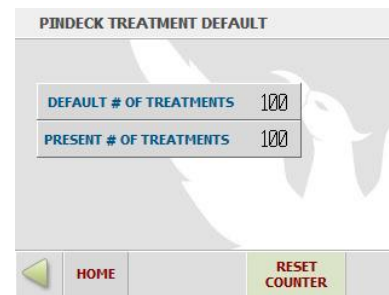 PINDECK TREATMENT DEFAULT
DEFAULT # OF TREATMENTS 100
PRESENT # OF TREATMENTS 100
HOME
RESET
COUNTER